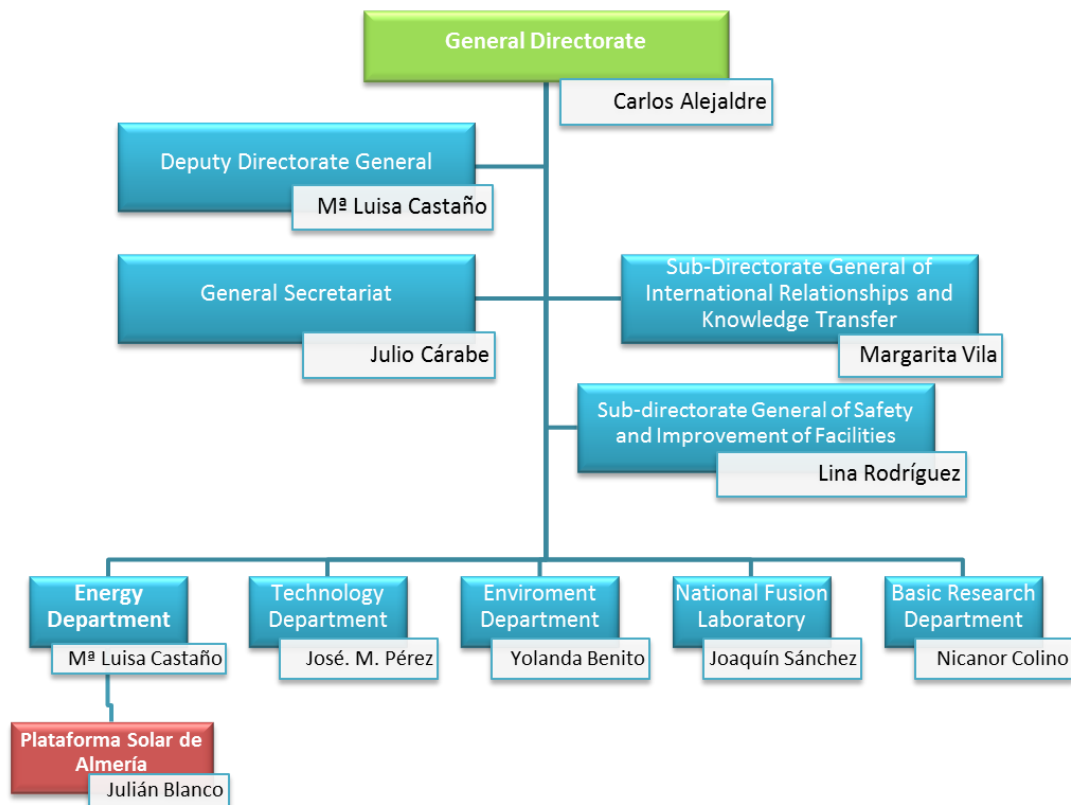 General Directorate
Carlos Alejaldre
Deputy Directorate General
Mª Luisa Castaño
General Secretariat
Julio Cárabe
Sub-Directorate General of
International Relationships and
Knowledge Transfer
Margarita Vila
Sub-directorate General of Safety
and Improvement of Facilities
Lina Rodríguez
Energy
Department
Mª Luisa Castaño
Technology
Department
José. M. Pérez
Enviroment
Department
Yolanda Benito
National Fusion
Laboratory
Joaquín Sánchez
Basic Research
Department
Nicanor Colino
Plataforma Solar de
Almería
Julián Blanco